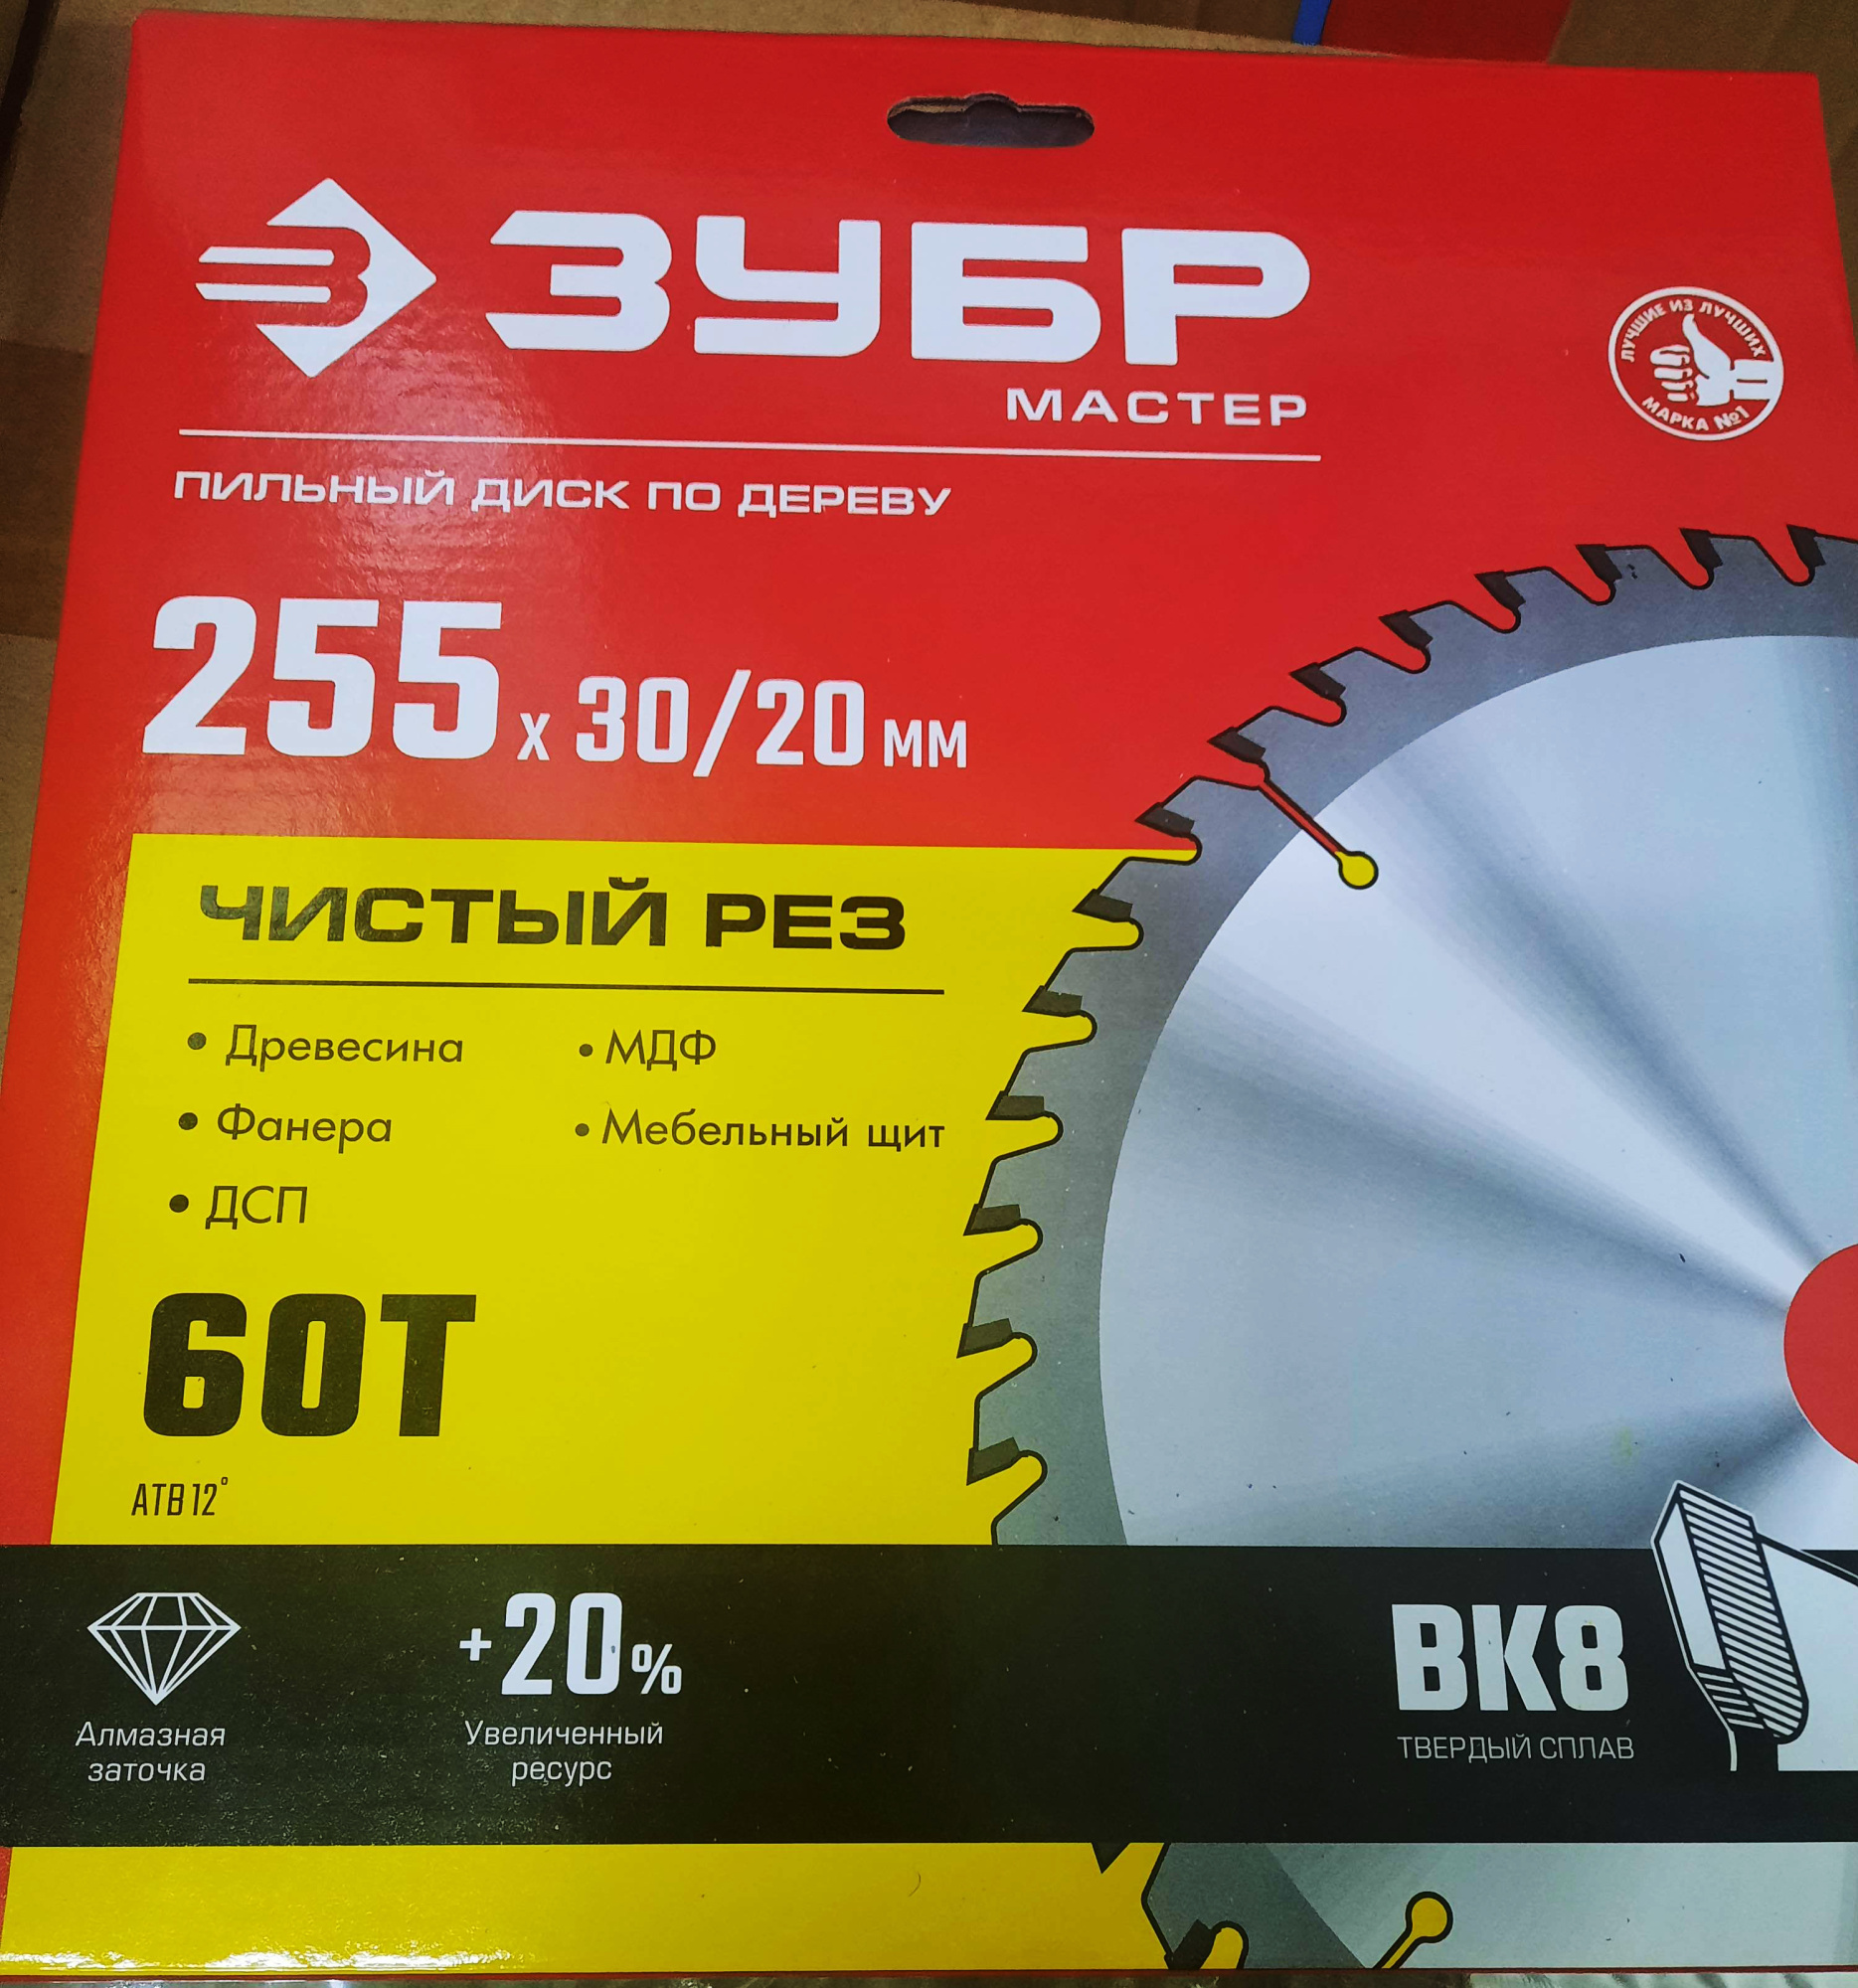 ЗУБР
МАСТЕР
ЛУЧШИЕ ИЗ ЛУЧШИХ
МАРКА №1
ПИЛЬНЫЙ ДИСК ПО ДЕРЕВУ
255 х 30/20 мм
ЧИСТЫЙ РЕЗ
• Древесина
• Фанера
• ДСП
• МДФ
• Мебельный щит
60Т
ATB 12°
Алмазная
заточка
+20%
Увеличенный
ресурс
ВК8
ТВЕРДЫЙ СПЛАВ